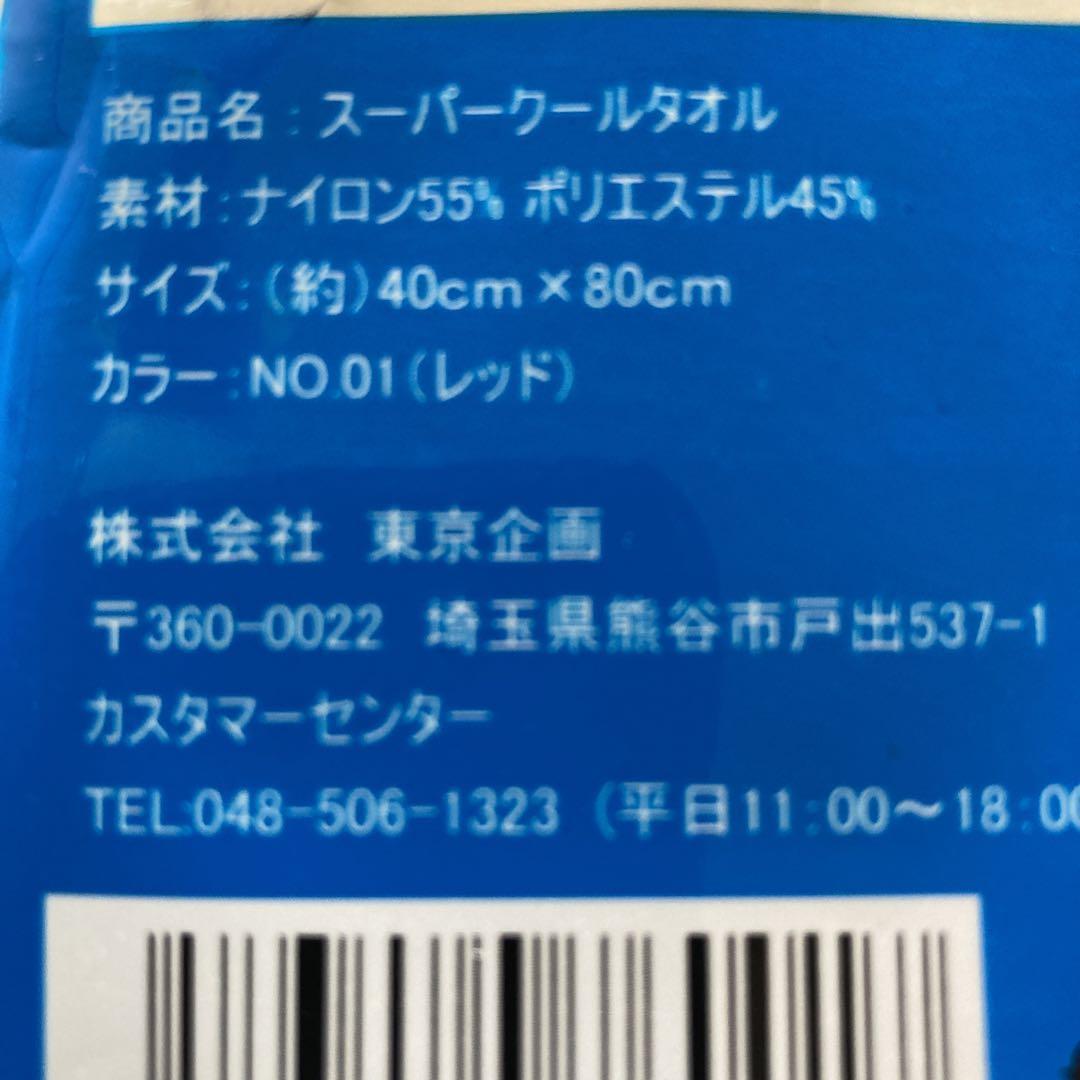 商品名:スーパークールタオル
素材:ナイロン55% ポリエステル45%
サイズ:(約)40cm×80cm
カラー:NO.01(レッド)
株式会社 東京企画
〒360-0022 埼玉県熊谷市戸出537-1
カスタマーセンター
TEL:048-506-1323 (平日11:00~18:00